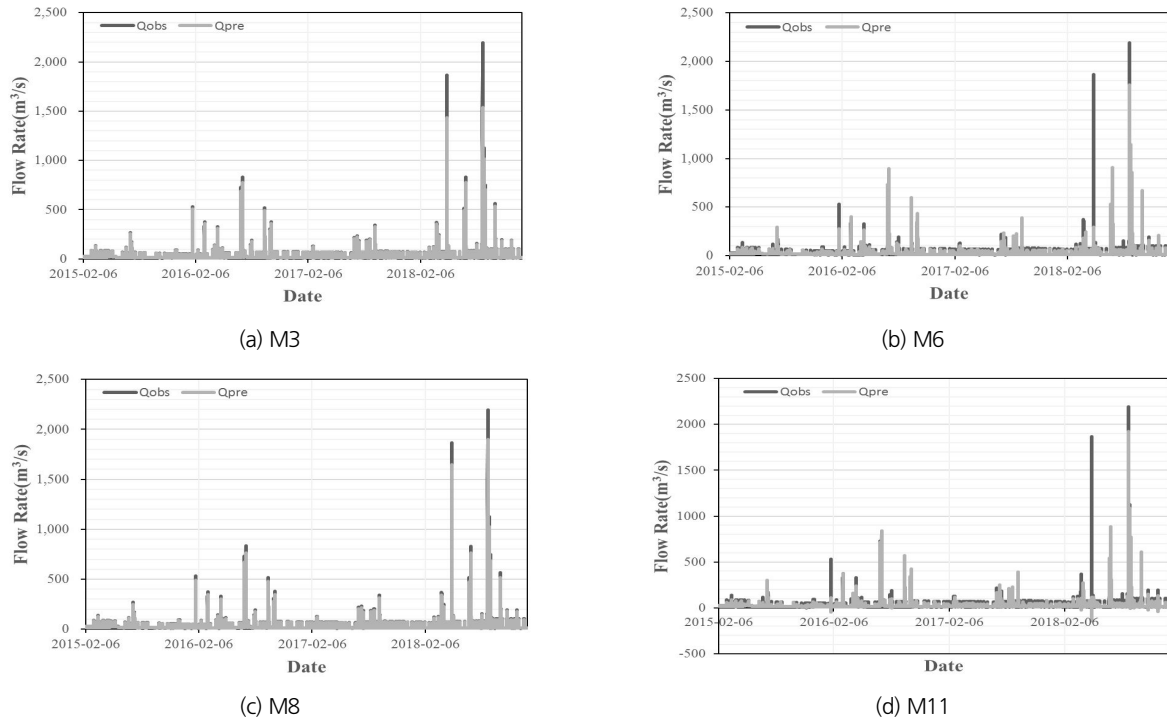 2,500
Qobs Qpre
2,000
1,500
1,000
500
0
2015-02-06 2016-02-06 2017-02-06 2018-02-06
Flow Rate(m³/s)
Date
(a) M3
2,500
Qobs Qpre
2,000
1,500
1,000
500
0
2015-02-06 2016-02-06 2017-02-06 2018-02-06
Flow Rate(m³/s)
Date
(b) M6
2,500
Qobs Qpre
2,000
1,500
1,000
500
0
2015-02-06 2016-02-06 2017-02-06 2018-02-06
Flow Rate(m³/s)
Date
(c) M8
2500
Qobs Qpre
2000
1500
1000
500
0
2015-02-06 2016-02-06 2017-02-06 2018-02-06
-500
Flow Rate(m³/s)
Date
(d) M11